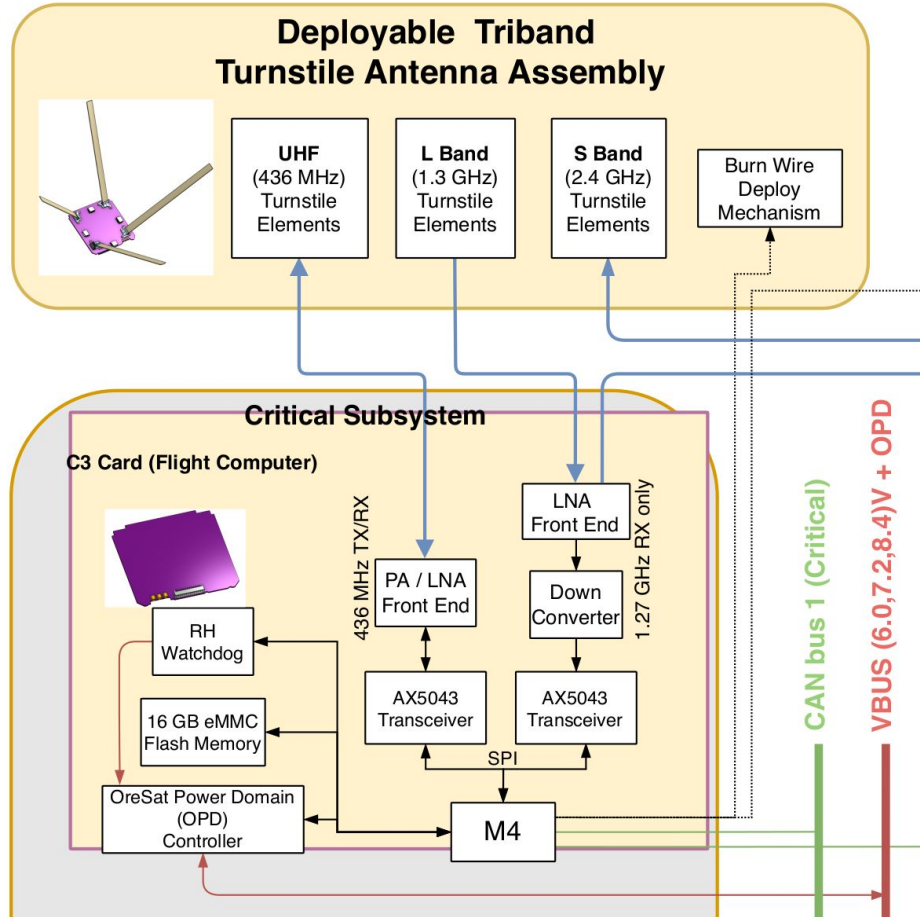 Deployable Triband
Turnstile Antenna Assembly
UHF
(436 MHz)
Turnstile
Elements
L Band
(1.3 GHz)
Turnstile
Elements
S Band
(2.4 GHz)
Turnstile
Elements
Burn Wire
Deploy
Mechanism
Critical Subsystem
C3 Card (Flight Computer)
436 MHz TX/RX
PA / LNA
Front End
LNA
Front End
1.27 GHz RX only
Down
Converter
RH
Watchdog
AX5043
Transceiver
AX5043
Transceiver
16 GB eMMC
Flash Memory
SPI
OreSat Power Domain
(OPD)
Controller
M4
CAN bus 1 (Critical)
VBUS (6.0,7.2,8.4)V + OPD